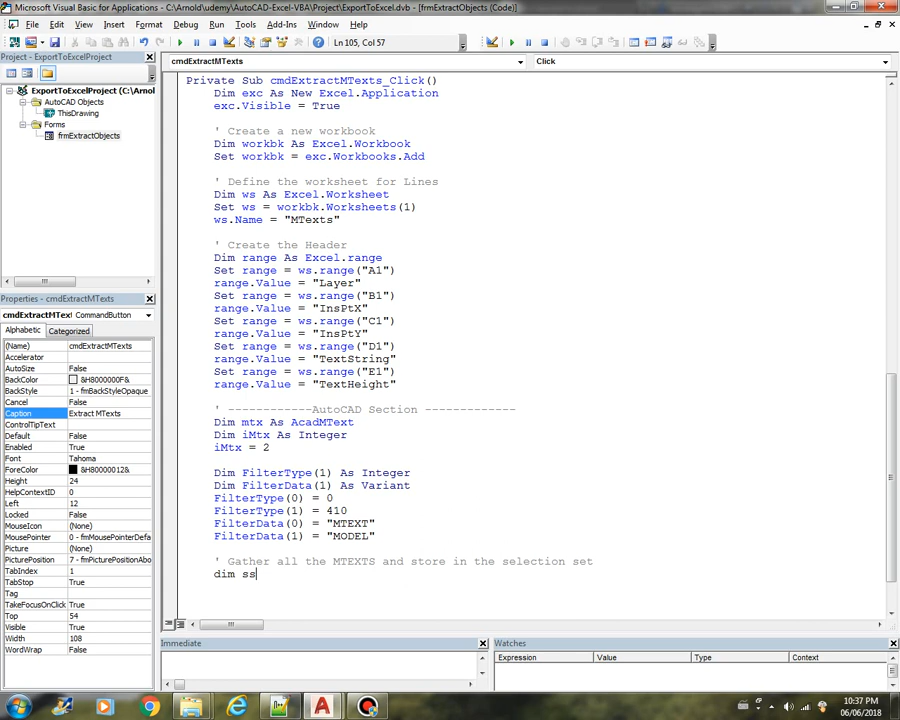 Microsoft Visual Basic for Applications - C:\Arnold\udemy\AutoCAD-Excel-VBA\Project\ExportToExcelProject.dvb - [frmExtractObjects (Code)]
File Edit View Insert Format Debug Run Tools Add-Ins Window Help
Ln 105, Col 57
Project - ExportToExcelProject
ExportToExcelProject (C:\Arnol
AutoCAD Objects
ThisDrawing
Forms
frmExtractObjects
Properties - cmdExtractMTexts
cmdExtractMTex CommandButton
Alphabetic Categorized
(Name) cmdExtractMTexts
Accelerator
AutoSize False
BackColor &H8000000F&
BackStyle 1 - fmBackStyleOpaque
Cancel False
Caption Extract MTexts
ControlTipText
Default False
Enabled True
Font Tahoma
ForeColor &H80000012&
Height 24
HelpContextID 0
Left 12
Locked False
MouseIcon (None)
MousePointer 0 - fmMousePointerDefa
Picture (None)
PicturePosition 7 - fmPicturePositionAbo
TabIndex 1
TabStop True
Tag
TakeFocusOnClick True
Top 54
Visible True
Width 108
WordWrap False
cmdExtractMTexts Click
Private Sub cmdExtractMTexts_Click()
Dim exc As New Excel.Application
exc.Visible = True
' Create a new workbook
Dim workbk As Excel.Workbook
Set workbk = exc.Workbooks.Add
' Define the worksheet for Lines
Dim ws As Excel.Worksheet
Set ws = workbk.Worksheets(1)
ws.Name = "MTexts"
' Create the Header
Dim range As Excel.range
Set range = ws.range("A1")
range.Value = "Layer"
Set range = ws.range("B1")
range.Value = "InsPtX"
Set range = ws.range("C1")
range.Value = "InsPtY"
Set range = ws.range("D1")
range.Value = "TextString"
Set range = ws.range("E1")
range.Value = "TextHeight"
' ------------AutoCAD Section -------------
Dim mtx As AcadMText
Dim iMtx As Integer
iMtx = 2
Dim FilterType(1) As Integer
Dim FilterData(1) As Variant
FilterType(0) = 0
FilterType(1) = 410
FilterData(0) = "MTEXT"
FilterData(1) = "MODEL"
' Gather all the MTEXTS and store in the selection set
dim ss
Immediate
Watches
Expression Value Type Context
10:37 PM
06/06/2018